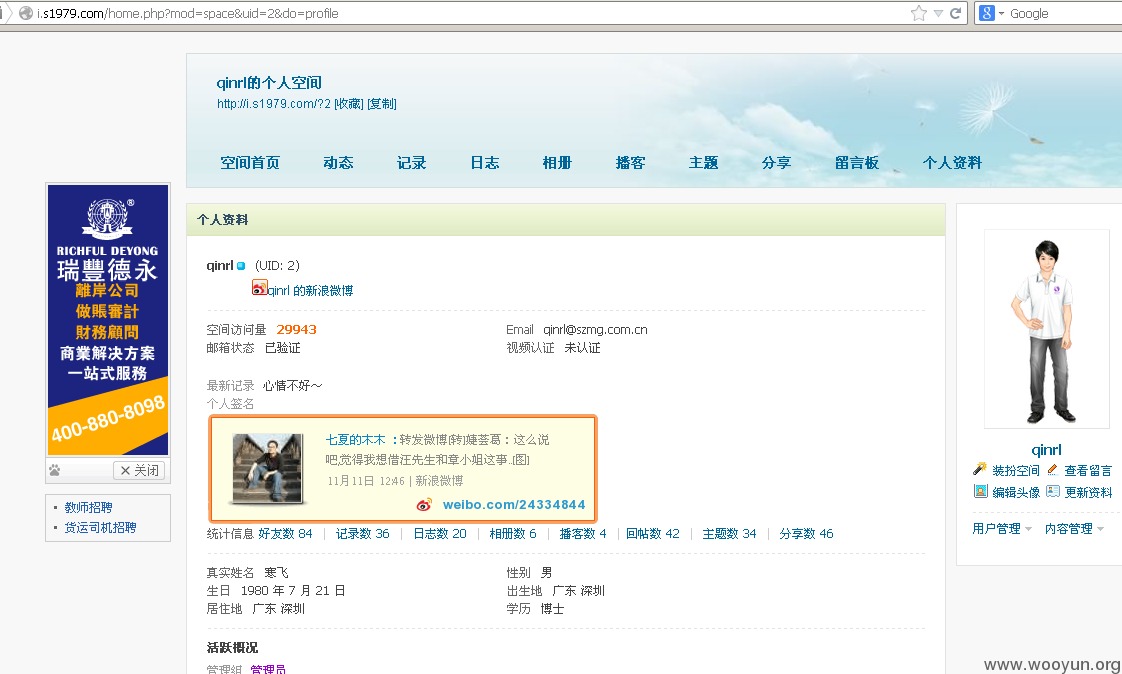 i.s1979.com/home.php?mod=space&uid=2&do=profile
Google
qinrl的个人空间
http://i.s1979.com/?2 [收藏] [复制]
空间首页 动态 记录 日志 相册 播客 主题 分享 留言板 个人资料
RICHFUL DEYONG
瑞豐德永
離岸公司
做賬審計
財務顧問
商業解决方案
一站式服務
400-880-8098
关闭
教师招聘
货运司机招聘
个人资料
qinrl (UID: 2)
qinrl 的新浪微博
空间访问量 29943
Email qinrl@szmg.com.cn
邮箱状态 已验证
视频认证 未认证
最新记录 心情不好～
个人签名
七夏的木木 ：转发微博[转]婕荟葛：这么说
吧,觉得我想借汪先生和章小姐这事..[图]
11月11日 12:46 | 新浪微博
weibo.com/24334844
统计信息 好友数 84 | 记录数 36 | 日志数 20 | 相册数 6 | 播客数 4 | 回帖数 42 | 主题数 34 | 分享数 46
真实姓名 寒飞
性别 男
生日 1980 年 7 月 21 日
出生地 广东 深圳
居住地 广东 深圳
学历 博士
活跃概况
管理组 管理员
qinrl
装扮空间 查看留言
编辑头像 更新资料
用户管理 内容管理
www.wooyun.org